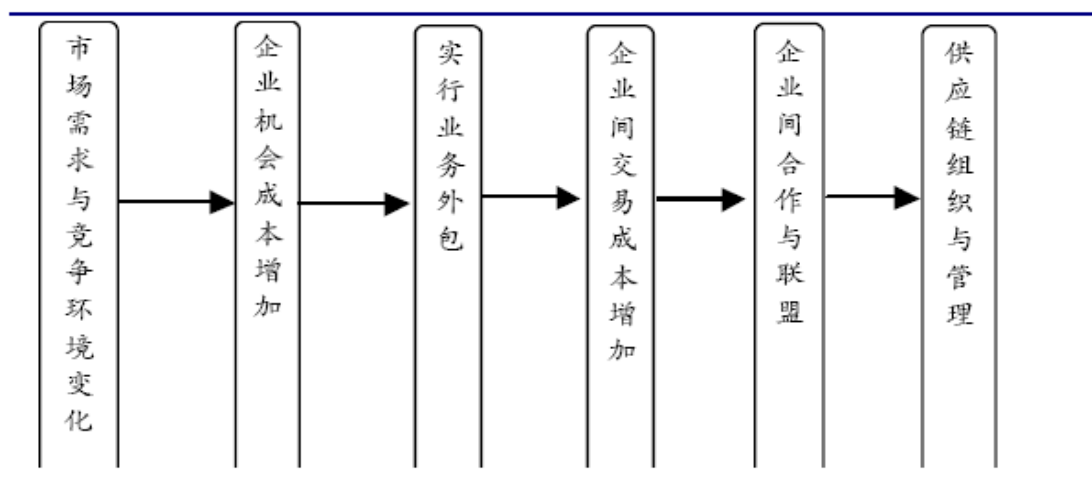 市场需求与竞争环境变化
企业机会成本增加
实行业务外包
企业间交易成本增加
企业间合作与联盟
供应链组织与管理